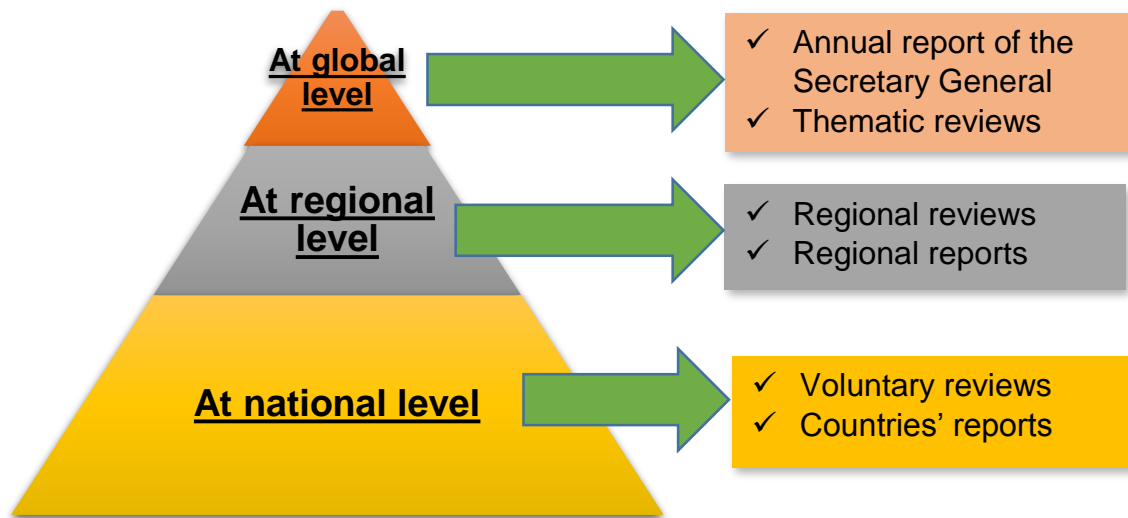 At global
level
✓ Annual report of the
Secretary General
✓ Thematic reviews
At regional
level
✓ Regional reviews
✓ Regional reports
At national level
✓ Voluntary reviews
✓ Countries’ reports